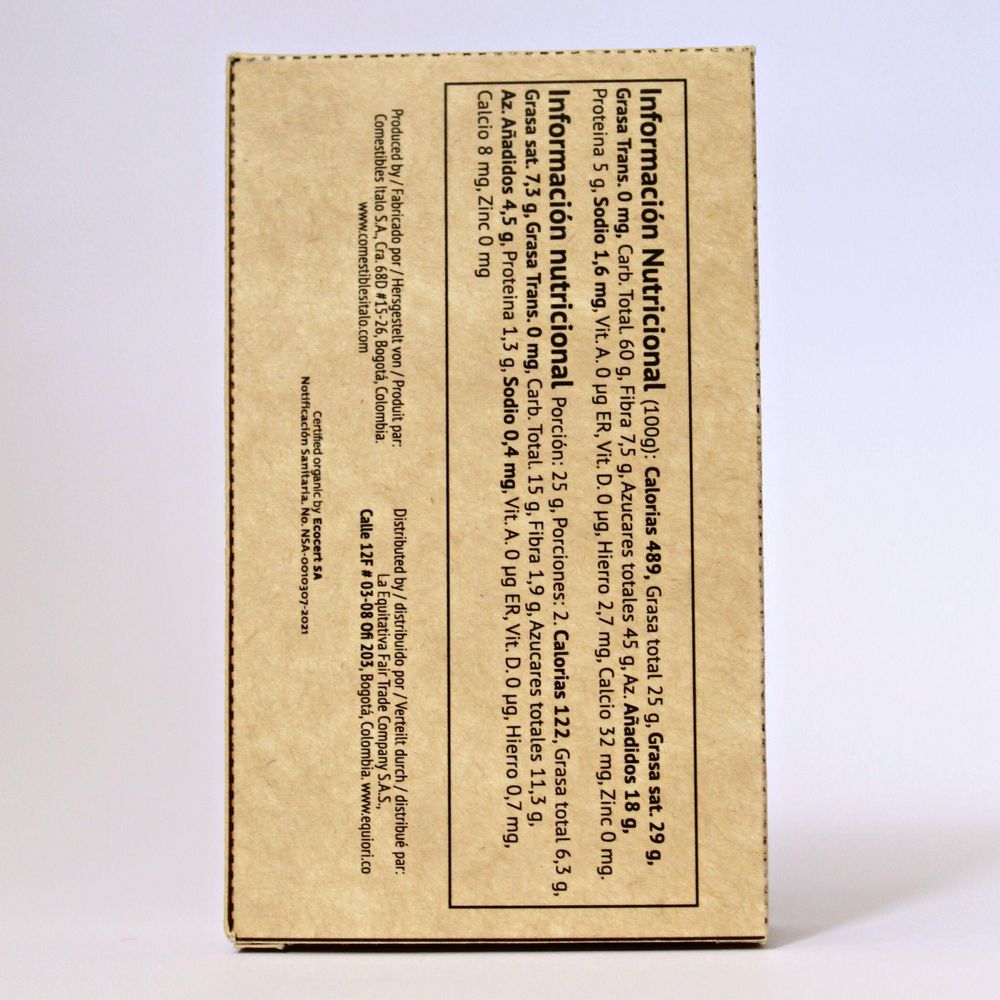 Información Nutricional (100g): Calorias 489, Grasa total 25 g, Grasa sat. 29 g,
Grasa Trans. 0 mg, Carb. Total. 60 g, Fibra 7,5 g, Azucares totales 45 g, Az. Añadidos 18 g,
Proteina 5 g, Sodio 1,6 mg, Vit. A. 0 µg ER, Vit. D. 0 µg, Hierro 2,7 mg, Calcio 32 mg, Zinc 0 mg.
Información nutricional Porción: 25 g, Porciones: 2. Calorias 122, Grasa total 6,3 g,
Grasa sat. 7,3 g, Grasa Trans. 0 mg, Carb. Total. 15 g, Fibra 1,9 g, Azucares totales 11,3 g,
Az. Añadidos 4,5 g, Proteina 1,3 g, Sodio 0,4 mg, Vit. A. 0 µg ER, Vit. D. 0 µg, Hierro 0,7 mg,
Calcio 8 mg, Zinc 0 mg
Produced by / Fabricado por / Hersgestelt von / Produit par:
Comestibles Italo S.A., Cra. 68D #15-26, Bogotá, Colombia.
www.comestiblesitalo.com
Distributed by / distribuido por / Verteilt durch / distribué par:
La Equitativa Fair Trade Company S.A.S,
Calle 12F # 03-08 Ofi 203, Bogotá, Colombia. www.equiori.co
Certified organic by Ecocert SA
Notificación Sanitaria. No. NSA-0010307-2021